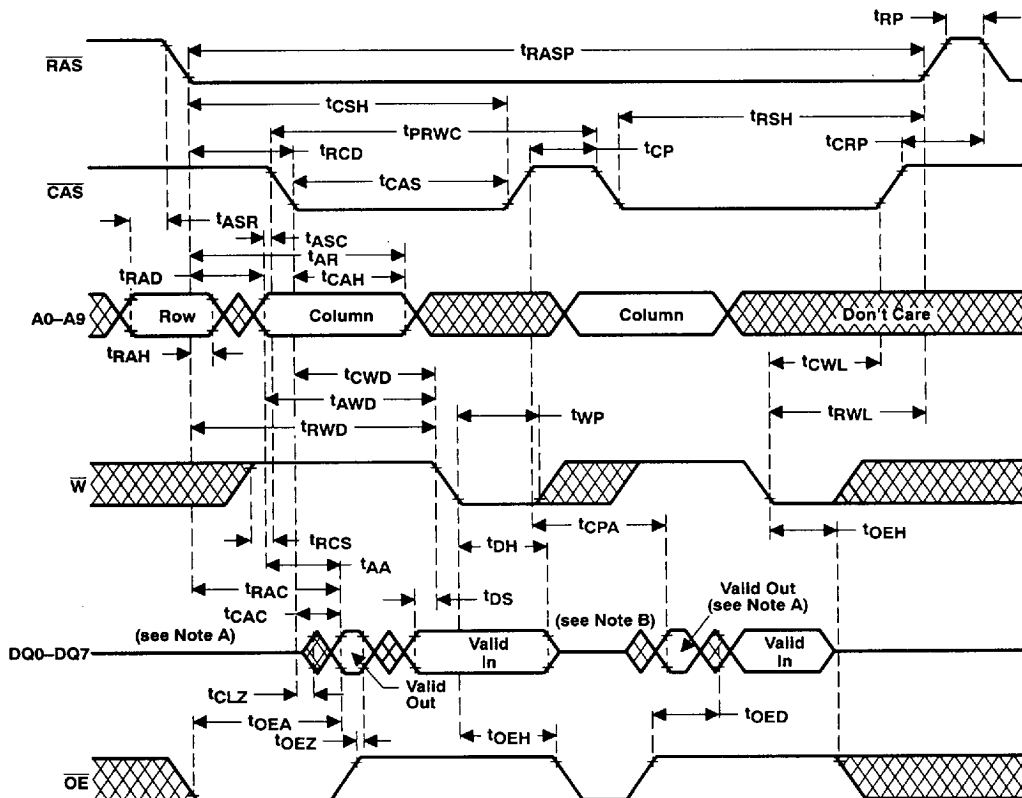 tRP
RAS
tRASP
tCSH
tRSH
tPRWC
tRCD
tCP
tCRP
CAS
tCAS
tASR
tASC
tAR
tRAD
tCAH
A0–A9
Row
Column
Column
Don't Care
tRAH
tCWD
tCWL
tAWD
tWP
tRWL
tRWD
W
tCPA
tOEH
tRCS
tDH
tAA
tRAC
tDS
Valid Out
(see Note A)
tCAC
(see Note A)
(see Note B)
DQ0–DQ7
Valid
In
Valid
In
Valid
Out
tCLZ
tOEA
tOED
tOEZ
tOEH
OE